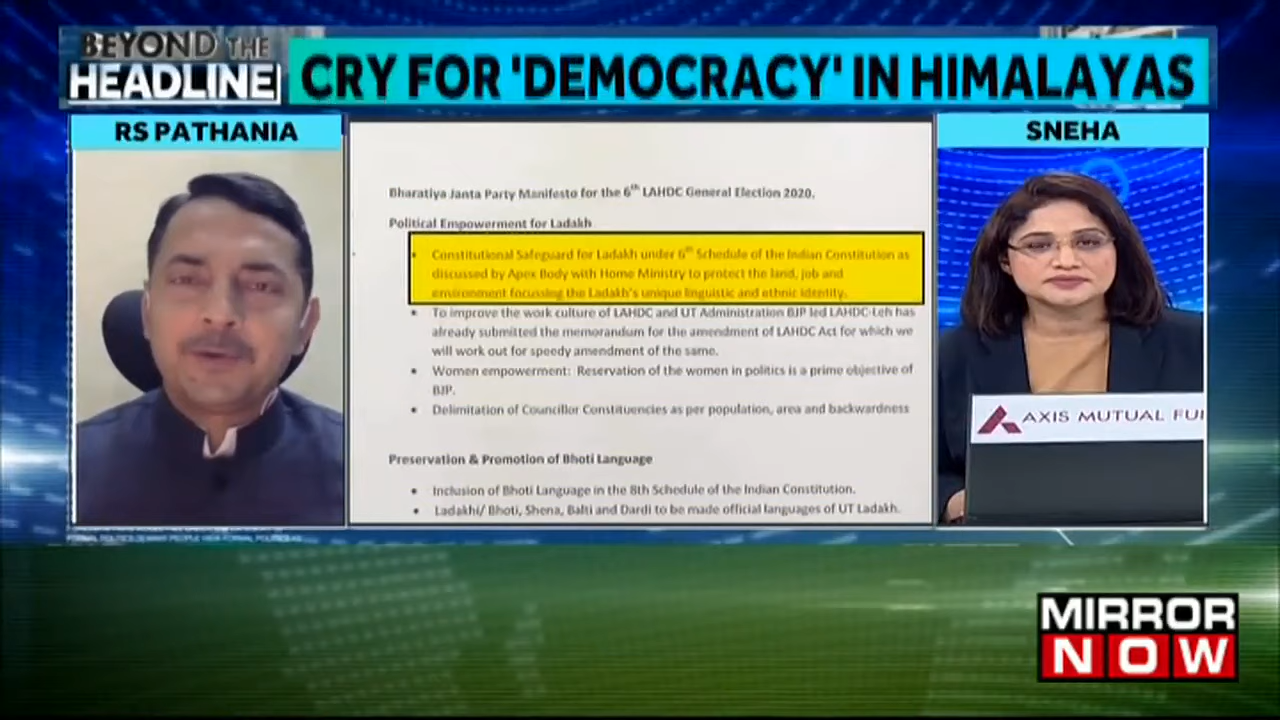 BEYOND THE
HEADLINE
CRY FOR 'DEMOCRACY' IN HIMALAYAS
RS PATHANIA
SNEHA
Bharatiya Janta Party Manifesto for the 6th LAHDC General Election 2020.
Political Empowerment for Ladakh
• Constitutional Safeguard for Ladakh under 6th Schedule of the Indian Constitution as
discussed by Apex Body with Home Ministry to protect the land, job and
environment focussing the Ladakh's unique linguistic and ethnic identity.
• To improve the work culture of LAHDC and UT Administration BJP led LAHDC-Leh has
already submitted the memorandum for the amendment of LAHDC Act for which we
will work out for speedy amendment of the same.
• Women empowerment: Reservation of the women in politics is a prime objective of
BJP.
• Delimitation of Councillor Constituencies as per population, area and backwardness
Preservation & Promotion of Bhoti Language
• Inclusion of Bhoti Language in the 8th Schedule of the Indian Constitution.
• Ladakhi/ Bhoti, Shena, Balti and Dardi to be made official languages of UT Ladakh.
AXIS MUTUAL FU
MIRROR
NOW